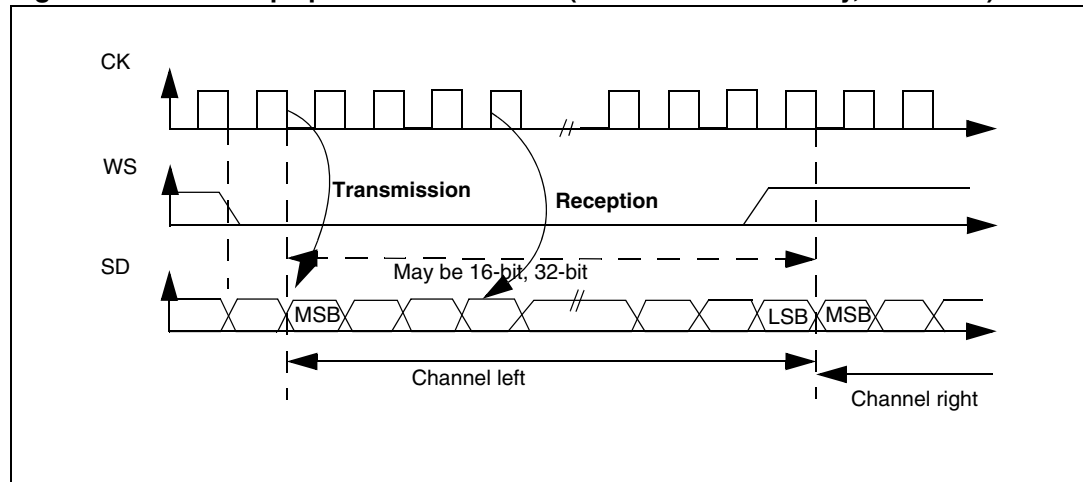 CK
WS
Transmission
Reception
SD
May be 16-bit, 32-bit
MSB
LSB
MSB
Channel left
Channel right